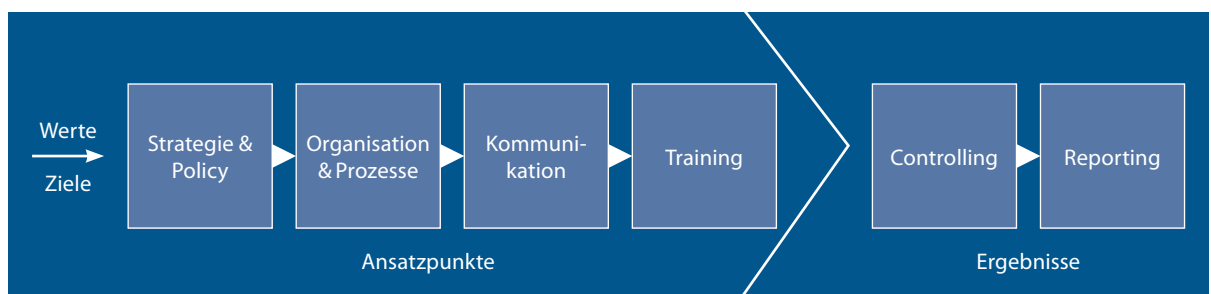 Werte
Ziele
Strategie &
Policy
Organisation
& Prozesse
Kommuni-
kation
Training
Controlling
Reporting
Ansatzpunkte
Ergebnisse